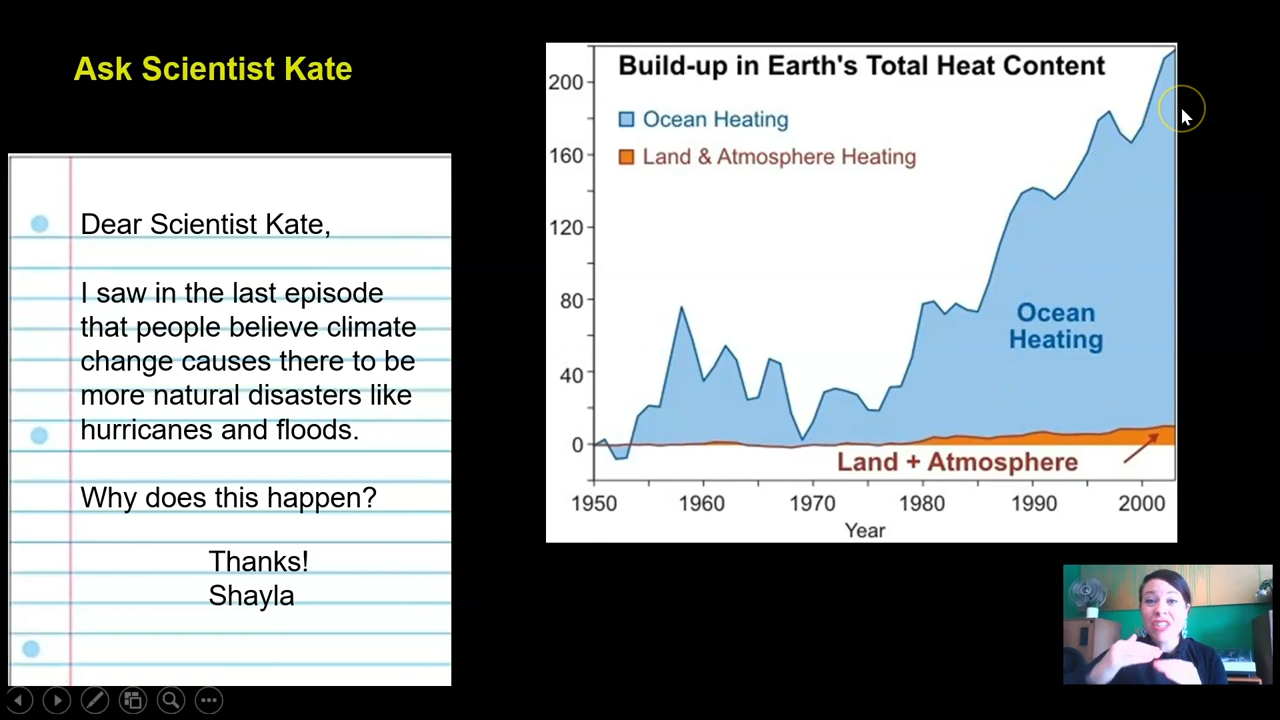 Ask Scientist Kate
Dear Scientist Kate,
I saw in the last episode
that people believe climate
change causes there to be
more natural disasters like
hurricanes and floods.
Why does this happen?
Thanks!
Shayla
Build-up in Earth's Total Heat Content
Ocean Heating
Land & Atmosphere Heating
200
160
120
80
40
0
Ocean
Heating
Land + Atmosphere
1950 1960 1970 1980 1990 2000
Year